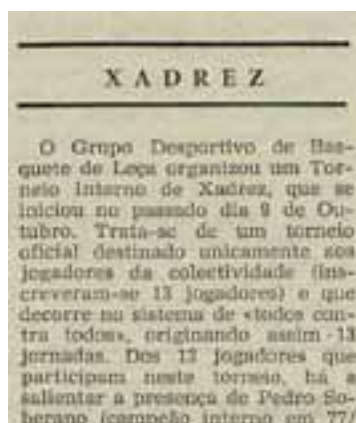 XADREZ
O Grupo Desportivo de Bas-
quete de Leça organizou um Tor-
neio Interno de Xadrez, que se
iniciou no passado dia 9 de Ou-
tubro. Trata-se de um torneio
oficial destinado unicamente aos
jogadores da colectividade (ins-
creveram-se 13 jogadores) e que
decorre no sistema de «todos con-
tra todos», originando assim 13
jornadas. Dos 13 jogadores que
participam neste torneio, há a
salientar a presença de Pedro So-
berano (campeão interno em 77)